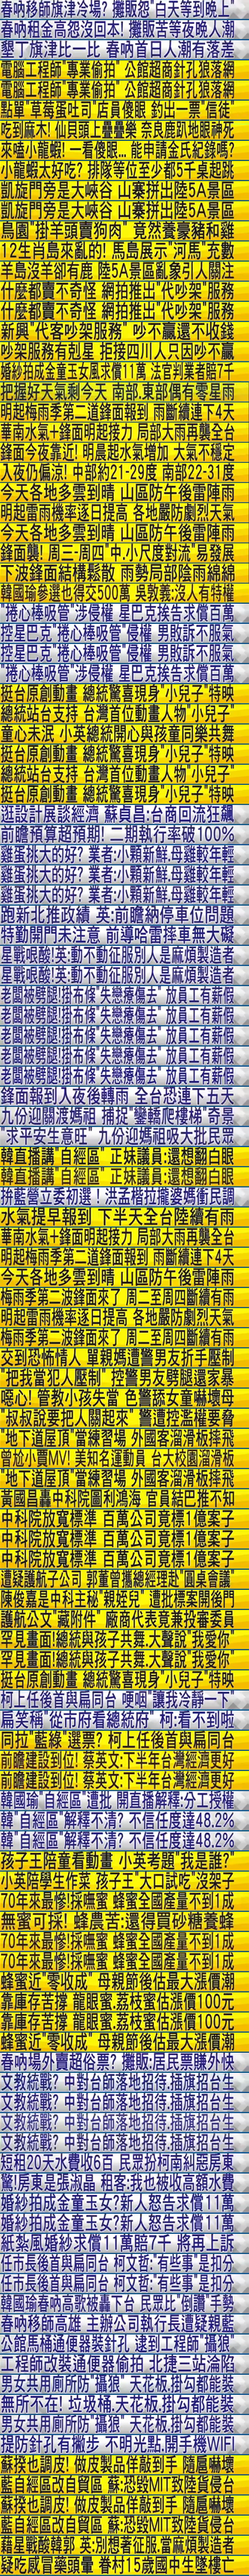 春吶移師旗津冷場? 攤販怨"白天等到晚上"
春吶租金高怨沒回本! 攤販苦等夜晚人潮
墾丁旗津比一比 春吶首日人潮有落差
電腦工程師"專業偷拍" 公館超商針孔狼落網
電腦工程師"專業偷拍" 公館超商針孔狼落網
點單"草莓蛋吐司"店員傻眼 釣出一票"信徒"
吃到麻木! 仙貝頭上疊疊樂 奈良鹿趴地眼神死
來嗑小龍蝦! 一看傻眼... 能申請金氏紀錄嗎?
小龍蝦太好吃? 排隊等位至少都5千桌起跳
凱旋門旁是大峽谷 山寨拼出陸5A景區
凱旋門旁是大峽谷 山寨拼出陸5A景區
鳥園"掛羊頭賣狗肉" 竟然養豪豬和雞
12生肖島來亂的! 馬島展示"河馬"充數
羊島沒羊卻有鹿 陸5A景區亂象引人關注
什麼都賣不奇怪 網拍推出"代吵架"服務
什麼都賣不奇怪 網拍推出"代吵架"服務
新興"代客吵架服務" 吵不贏還不收錢
吵架服務有剋星 拒接四川人只因吵不贏
婚紗拍成金童玉女風求償11萬 法官判業者賠7千
把握好天氣剩今天 南部.東部偶有零星雨
明起梅雨季第二道鋒面報到 雨斷續連下4天
華南水氣+鋒面明起接力 局部大雨再襲全台
鋒面今夜靠近! 明晨起水氣增加 大氣不穩定
入夜仍偏涼! 中部約21-29度 南部22-31度
今天各地多雲到晴 山區防午後雷陣雨
明起雷雨機率逐日提高 各地嚴防劇烈天氣
今天各地多雲到晴 山區防午後雷陣雨
鋒面襲! 周三-周四"中.小尺度對流"易發展
下波鋒面結構鬆散 雨勢局部陰雨綿綿
韓國瑜參選也得交500萬 吳敦義:沒人有特權
"捲心棒吸管"涉侵權 星巴克挨告求償百萬
控星巴克"捲心棒吸管"侵權 男敗訴不服氣
控星巴克"捲心棒吸管"侵權 男敗訴不服氣
"捲心棒吸管"涉侵權 星巴克挨告求償百萬
挺台原創動畫 總統驚喜現身"小兒子"特映
總統站台支持 台灣首位動畫人物"小兒子"
童心未泯 小英總統開心與孩童同樂共舞
挺台原創動畫 總統驚喜現身"小兒子"特映
總統站台支持 台灣首位動畫人物"小兒子"
挺台原創動畫 總統驚喜現身"小兒子"特映
逛設計展談經濟 蘇貞昌:台商回流狂飆
前瞻預算超預期! 二期執行率破100%
雞蛋挑大的好? 業者:小顆新鮮.母雞較年輕
雞蛋挑大的好? 業者:小顆新鮮.母雞較年輕
雞蛋挑大的好? 業者:小顆新鮮.母雞較年輕
跑新北推政績 英:前瞻納停車位問題
特勤開門未注意 前導哈雷摔車無大礙
星戰哏酸!英:動不動征服別人是麻煩製造者
星戰哏酸!英:動不動征服別人是麻煩製造者
老闆被劈腿!掛布條"失戀療傷去" 放員工有薪假
老闆被劈腿!掛布條"失戀療傷去" 放員工有薪假
老闆被劈腿!掛布條"失戀療傷去" 放員工有薪假
老闆被劈腿!掛布條"失戀療傷去" 放員工有薪假
老闆被劈腿!掛布條"失戀療傷去" 放員工有薪假
鋒面報到入夜後轉雨 全台恐連下五天
九份迎關渡媽祖 捕捉"鑾轎爬樓梯"奇景
"求平安生意旺" 九份迎媽祖吸大批民眾
韓直播講"自經區" 正妹議員:還想翻白眼
韓直播講"自經區" 正妹議員:還想翻白眼
拚藍營立委初選! 洪孟楷拉攏婆媽衝民調
水氣提早報到 下半天全台陸續有雨
華南水氣+鋒面明起接力 局部大雨再襲全台
明起梅雨季第二道鋒面報到 雨斷續連下4天
今天各地多雲到晴 山區防午後雷陣雨
梅雨季第二波鋒面來了 周二至周四斷續有雨
明起雷雨機率逐日提高 各地嚴防劇烈天氣
梅雨季第二波鋒面來了 周二至周四斷續有雨
交到恐怖情人 單親媽遭警男友折手壓制
"把我當犯人壓制" 控警男友劈腿還家暴
噁心! 管教小孩失當 色警舔女童嚇壞母
"叔叔說要把人關起來" 警遭控濫權要脅
"地下道屋頂"當練習場 外國客溜滑板摔飛
曾尬小賈MV! 美知名運動員 台大校園溜滑板
"地下道屋頂"當練習場 外國客溜滑板摔飛
黃國昌轟中科院圖利鴻海 官員結巴推不知
中科院放寬標準 百萬公司竟標1億案子
中科院放寬標準 百萬公司竟標1億案子
中科院放寬標準 百萬公司竟標1億案子
遭疑護航子公司 郭董曾攜總經理赴"圓桌會議"
陳俊嘉是中科主秘"親姪兒" 遭批標案開後門
護航公文"藏附件" 廠商代表竟兼投審委員
罕見畫面!總統與孩子共舞.大聲說"我愛你"
罕見畫面!總統與孩子共舞.大聲說"我愛你"
挺台原創動畫 總統驚喜現身"小兒子"特映
柯上任後首與扁同台 哽咽"讓我冷靜一下"
扁笑稱"從市府看總統府" 柯:看不到啦
同拉"藍綠"選票? 柯上任後首與扁同台
前瞻建設到位! 蔡英文:下半年台灣經濟更好
前瞻建設到位! 蔡英文:下半年台灣經濟更好
韓國瑜"自經區"遭批 開直播解釋:分工授權
韓"自經區"解釋不清? 不信任度達48.2%
韓"自經區"解釋不清? 不信任度達48.2%
孩子王陪童看動畫 小英考題"我是誰?"
小英陪學生作菜 孩子王"大口試吃"沒架子
70年來最慘!採嘸蜜 蜂蜜全國產量不到1成
無蜜可採! 蜂農苦:還得買砂糖養蜂
70年來最慘!採嘸蜜 蜂蜜全國產量不到1成
70年來最慘!採嘸蜜 蜂蜜全國產量不到1成
蜂蜜近"零收成" 母親節後估最大漲價潮
靠庫存苦撐 龍眼蜜.荔枝蜜估漲價100元
靠庫存苦撐 龍眼蜜.荔枝蜜估漲價100元
蜂蜜近"零收成" 母親節後估最大漲價潮
春吶場外賣超俗票? 攤販:居民票賺外快
文教統戰? 中對台師落地招待.插旗招台生
文教統戰? 中對台師落地招待.插旗招台生
文教統戰? 中對台師落地招待.插旗招台生
文教統戰? 中對台師落地招待.插旗招台生
短租20天水費收6百 民眾扮柯南糾惡房東
驚!房東是張淑晶 租客:我也被收高額水費
婚紗拍成金童玉女?新人怒告求償11萬
婚紗拍成金童玉女?新人怒告求償11萬
紙紮風婚紗求償11萬賠7千 將再上訴
任市長後首與扁同台 柯文哲:"有些事"是扣分
任市長後首與扁同台 柯文哲:"有些事"是扣分
韓國瑜春吶高歌被轟下台 民眾比"倒讚"手勢
春吶移師高雄 主辦公司執行長遭疑親藍
公館馬桶通便器裝針孔 逮到工程師"攝狼"
工程師改裝通便器偷拍 北捷三站淪陷
男女共用廁所防"攝狼" 天花板.掛勾都能裝
無所不在! 垃圾桶.天花板.掛勾都能裝
男女共用廁所防"攝狼" 天花板.掛勾都能裝
提防針孔有撇步 不明光點.開手機WIFI
蘇揆也調皮! 做皮製品佯敲到手 隨扈嚇壞
藍自經區改自貿區 蘇:恐毀MIT致陸貨侵台
蘇揆也調皮! 做皮製品佯敲到手 隨扈嚇壞
藍自經區改自貿區 蘇:恐毀MIT致陸貨侵台
藉星戰酸韓郭 英:別想著征服.當麻煩製造者
疑吃感冒藥頭暈 眷村15歲國中生墜樓亡